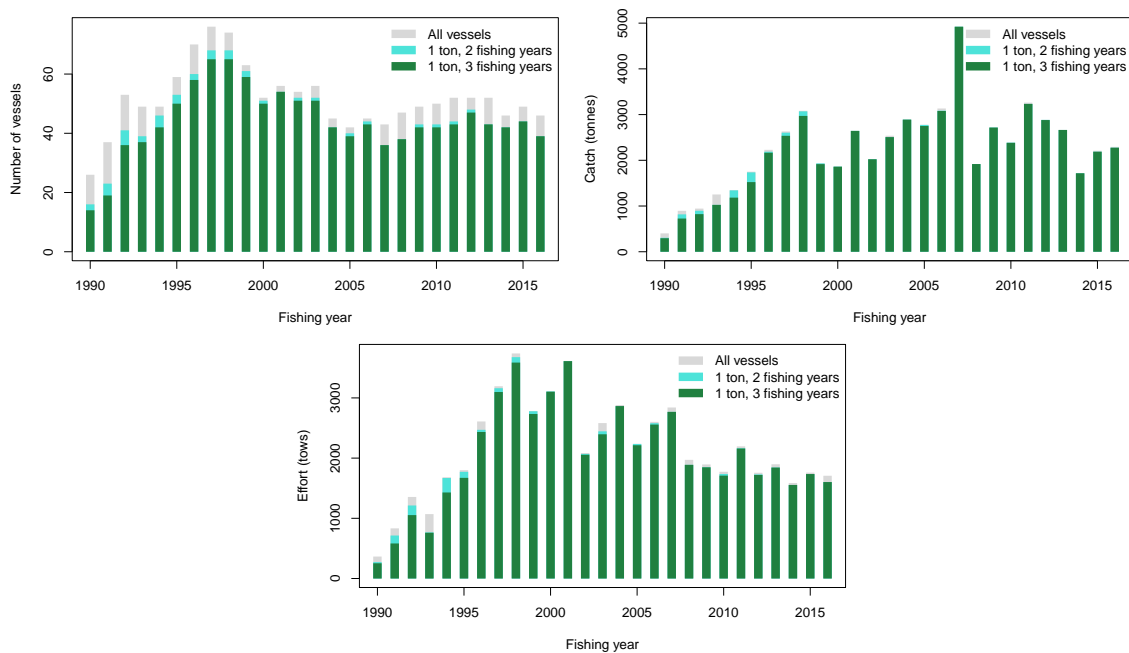 All vessels
1 ton, 2 fishing years
1 ton, 3 fishing years
Number of vessels
0
20
40
60
1990
1995
2000
2005
2010
2015
Fishing year
All vessels
1 ton, 2 fishing years
1 ton, 3 fishing years
Catch (tonnes)
0
1000
2000
3000
4000
5000
1990
1995
2000
2005
2010
2015
Fishing year
All vessels
1 ton, 2 fishing years
1 ton, 3 fishing years
Effort (tows)
0
1000
2000
3000
1990
1995
2000
2005
2010
2015
Fishing year